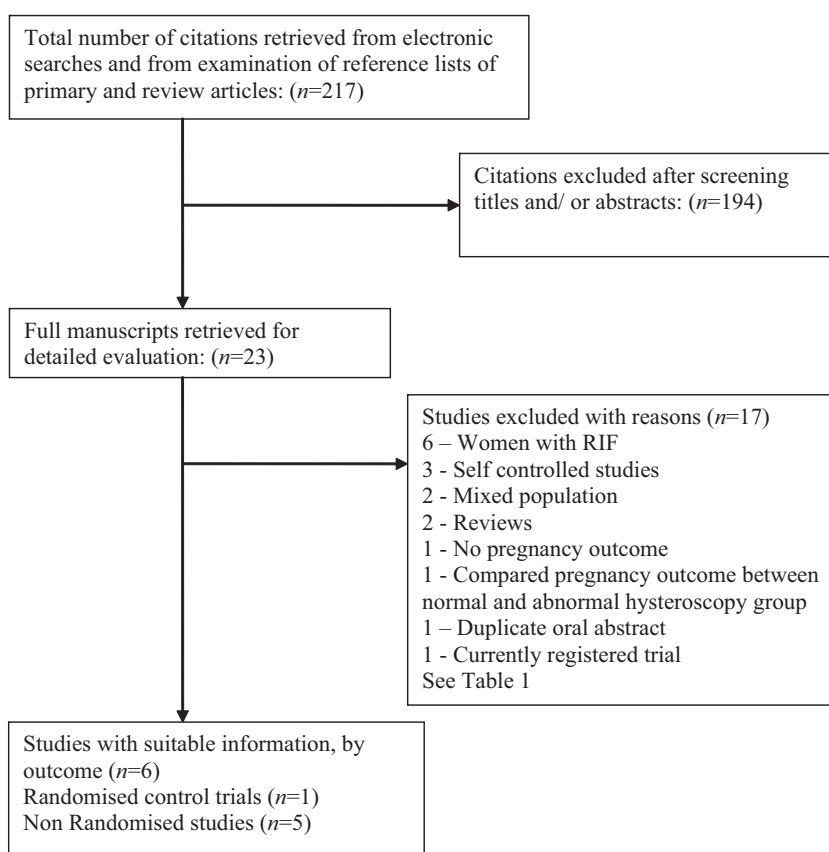 Total number of citations retrieved from electronic
searches and from examination of reference lists of
primary and review articles: (n=217)
Citations excluded after screening
titles and/ or abstracts: (n=194)
Full manuscripts retrieved for
detailed evaluation: (n=23)
Studies excluded with reasons (n=17)
6 – Women with RIF
3 - Self controlled studies
2 - Mixed population
2 - Reviews
1 - No pregnancy outcome
1 - Compared pregnancy outcome between
normal and abnormal hysteroscopy group
1 – Duplicate oral abstract
1 - Currently registered trial
See Table 1
Studies with suitable information, by
outcome (n=6)
Randomised control trials (n=1)
Non Randomised studies (n=5)